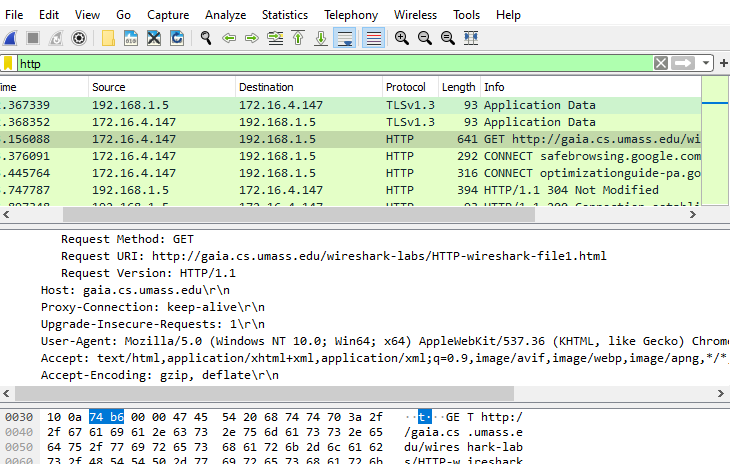 File Edit View Go Capture Analyze Statistics Telephony Wireless Tools Help
http
Time Source Destination Protocol Length Info
.367339 192.168.1.5 172.16.4.147 TLSv1.3 93 Application Data
.368352 172.16.4.147 192.168.1.5 TLSv1.3 93 Application Data
.156088 172.16.4.147 192.168.1.5 HTTP 641 GET http://gaia.cs.umass.edu/wi
.376091 172.16.4.147 192.168.1.5 HTTP 292 CONNECT safebrowsing.google.com
.445764 172.16.4.147 192.168.1.5 HTTP 316 CONNECT optimizationguide-pa.go
.747787 192.168.1.5 172.16.4.147 HTTP 394 HTTP/1.1 304 Not Modified
Request Method: GET
Request URI: http://gaia.cs.umass.edu/wireshark-labs/HTTP-wireshark-file1.html
Request Version: HTTP/1.1
Host: gaia.cs.umass.edu\r\n
Proxy-Connection: keep-alive\r\n
Upgrade-Insecure-Requests: 1\r\n
User-Agent: Mozilla/5.0 (Windows NT 10.0; Win64; x64) AppleWebKit/537.36 (KHTML, like Gecko) Chrome
Accept: text/html,application/xhtml+xml,application/xml;q=0.9,image/avif,image/webp,image/apng,*/*
Accept-Encoding: gzip, deflate\r\n
0030 10 0a 74 b6 00 00 47 45 54 20 68 74 74 70 3a 2f ··t···GE T http:/
0040 2f 67 61 69 61 2e 63 73 2e 75 6d 61 73 73 2e 65 /gaia.cs .umass.e
0050 64 75 2f 77 69 72 65 73 68 61 72 6b 2d 6c 61 62 du/wires hark-lab
0060 73 2f 48 54 54 50 2d 77 69 72 65 73 68 61 72 6b s/HTTP-w ireshark